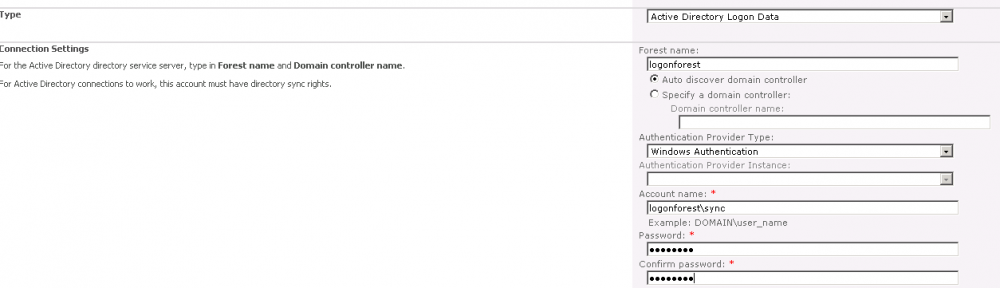 Type
Active Directory Logon Data
Connection Settings
For the Active Directory directory service server, type in Forest name and Domain controller name.
For Active Directory connections to work, this account must have directory sync rights.
Forest name:
logonforest
Auto discover domain controller
Specify a domain controller:
Domain controller name:
Authentication Provider Type:
Windows Authentication
Authentication Provider Instance:
Account name: *
logonforest\sync
Example: DOMAIN\user_name
Password: *
●●●●●●●●
Confirm password: *
●●●●●●●●